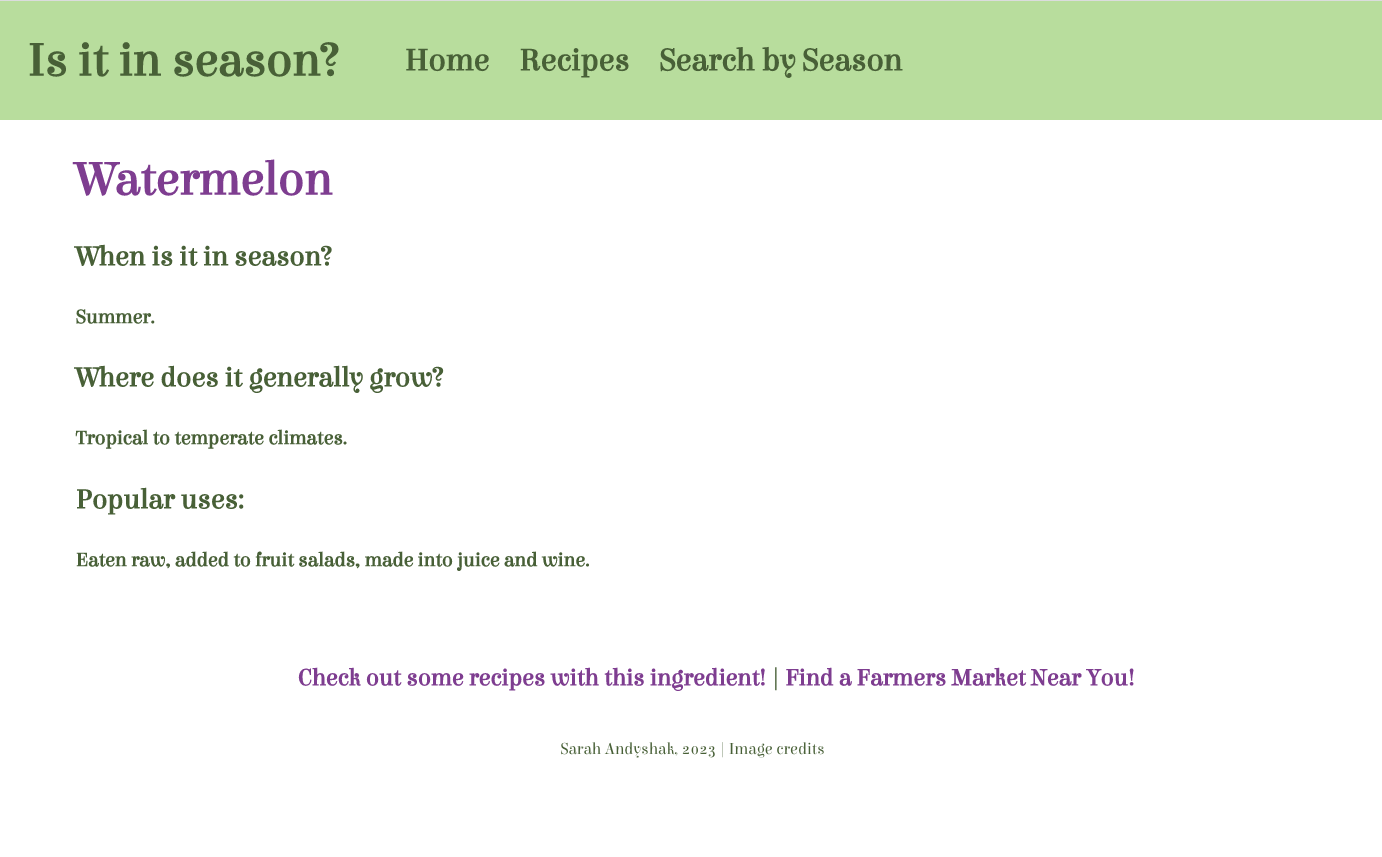 Is it in season? Home Recipes Search by Season
Watermelon
When is it in season?
Summer.
Where does it generally grow?
Tropical to temperate climates.
Popular uses:
Eaten raw, added to fruit salads, made into juice and wine.
Check out some recipes with this ingredient! | Find a Farmers Market Near You!
Sarah Andyshak, 2023 | Image credits